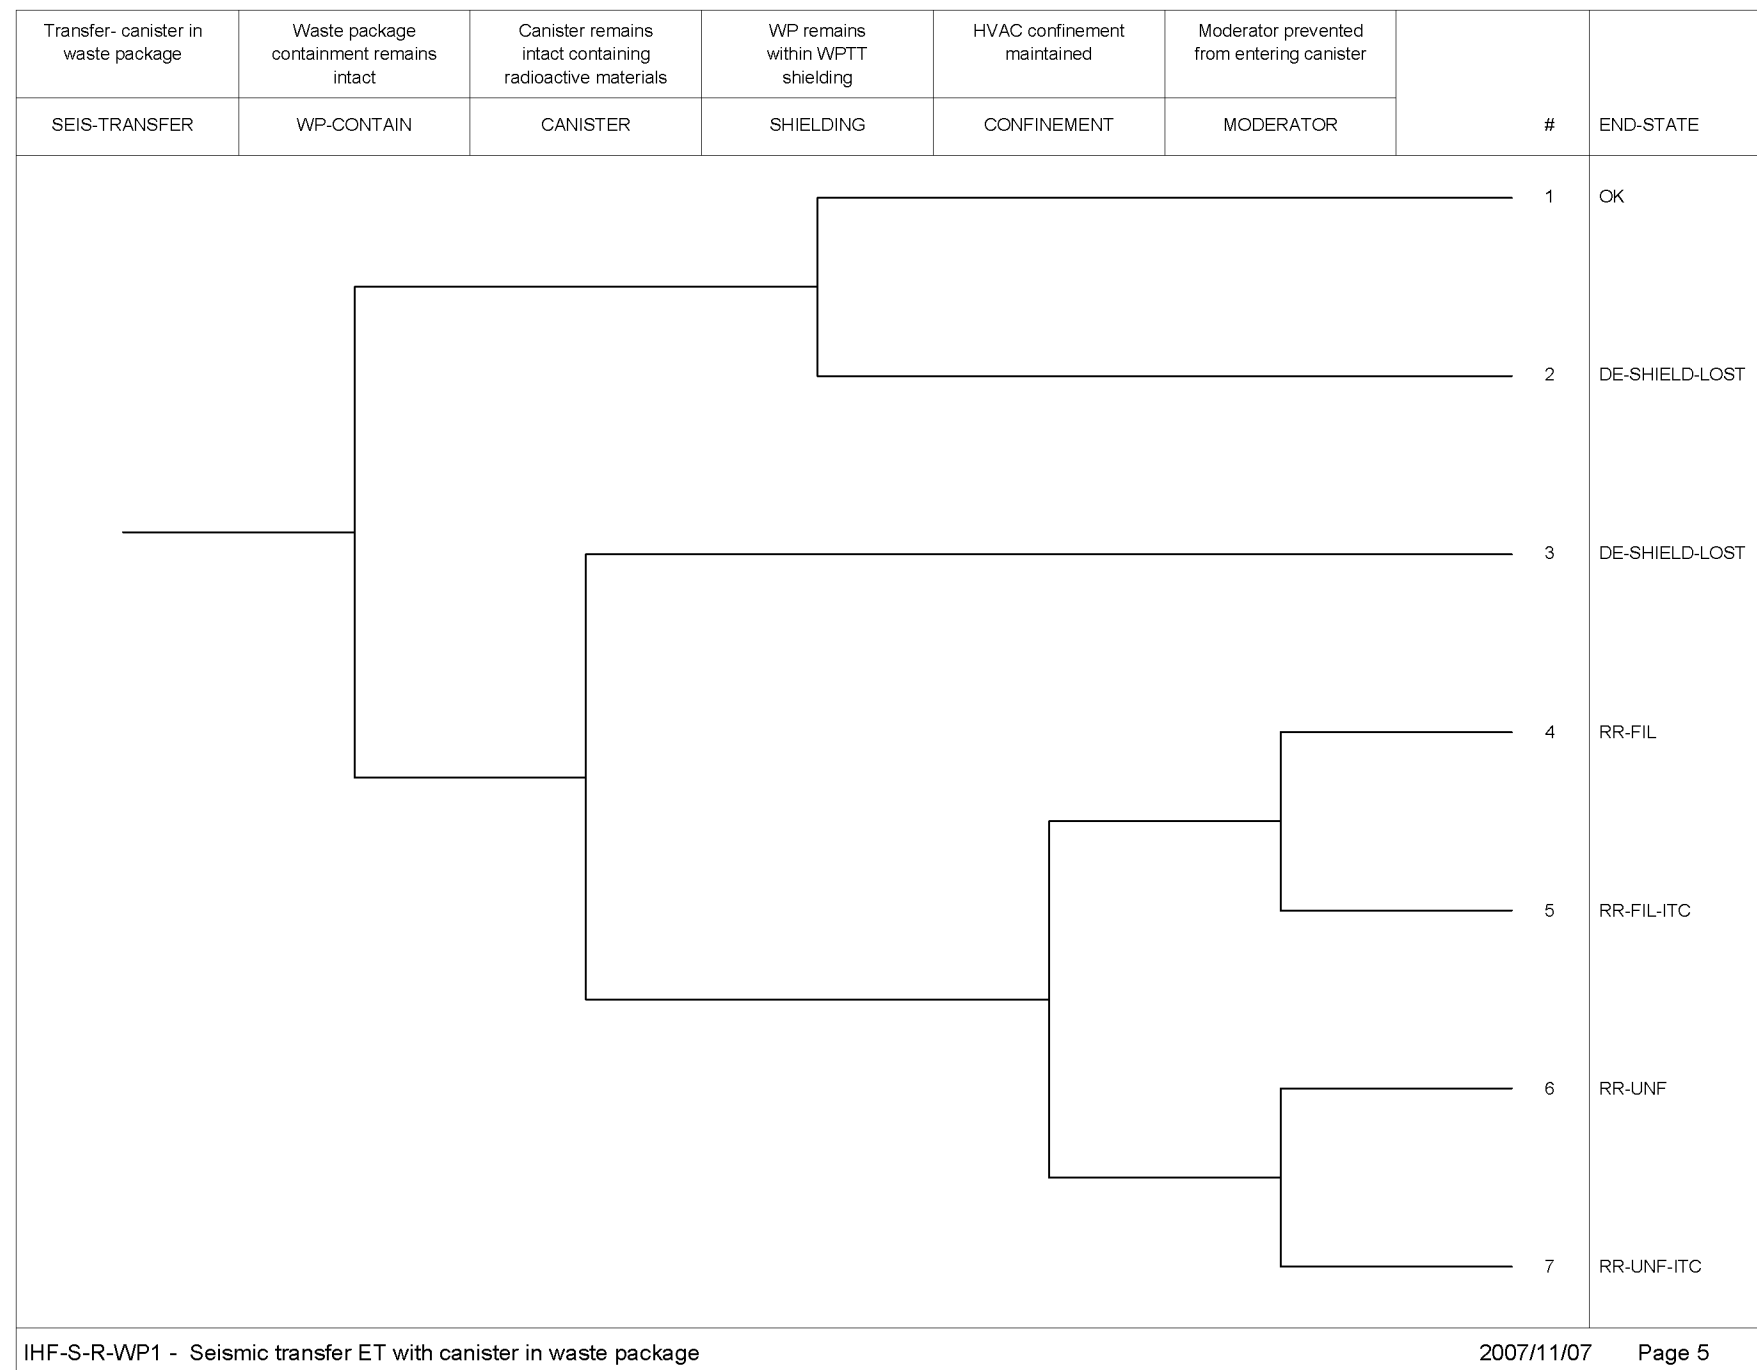 Transfer- canister in
waste package
Waste package
containment remains
intact
Canister remains
intact containing
radioactive materials
WP remains
within WPTT
shielding
HVAC confinement
maintained
Moderator prevented
from entering canister
SEIS-TRANSFER
WP-CONTAIN
CANISTER
SHIELDING
CONFINEMENT
MODERATOR
#
END-STATE
1 OK
2 DE-SHIELD-LOST
3 DE-SHIELD-LOST
4 RR-FIL
5 RR-FIL-ITC
6 RR-UNF
7 RR-UNF-ITC
IHF-S-R-WP1 - Seismic transfer ET with canister in waste package 2007/11/07 Page 5